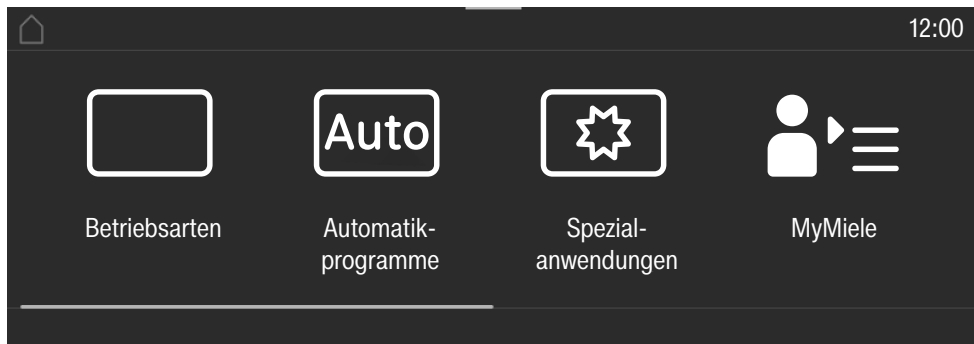 12:00
Auto
Betriebsarten
Automatik-
programme
Spezial-
anwendungen
MyMiele